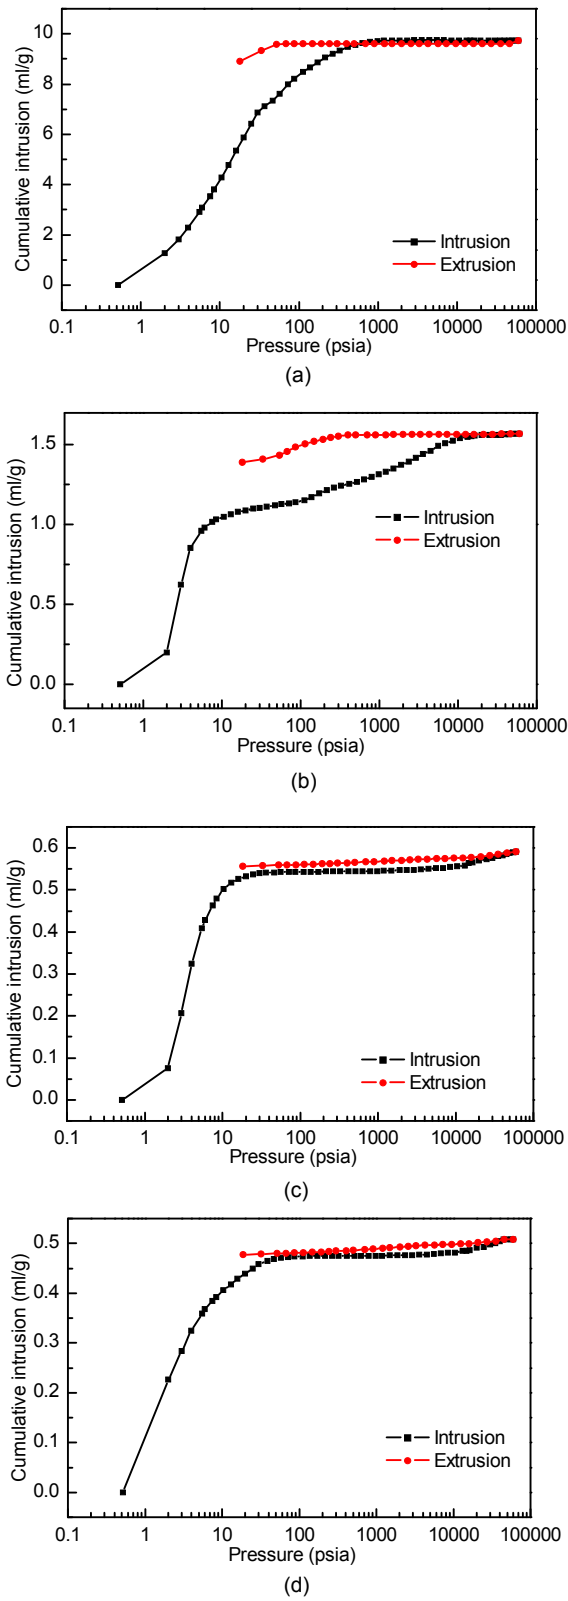 10
8
6
4
2
0
Cumulative intrusion (ml/g)
Intrusion
Extrusion
0.1 1 10 100 1000 10000 100000
Pressure (psia)
(a)
1.5
1.0
0.5
0.0
Cumulative intrusion (ml/g)
Intrusion
Extrusion
0.1 1 10 100 1000 10000 100000
Pressure (psia)
(b)
0.6
0.5
0.4
0.3
0.2
0.1
0.0
Cumulative intrusion (ml/g)
Intrusion
Extrusion
0.1 1 10 100 1000 10000 100000
Pressure (psia)
(c)
0.5
0.4
0.3
0.2
0.1
0.0
Cumulative intrusion (ml/g)
Intrusion
Extrusion
0.1 1 10 100 1000 10000 100000
Pressure (psia)
(d)